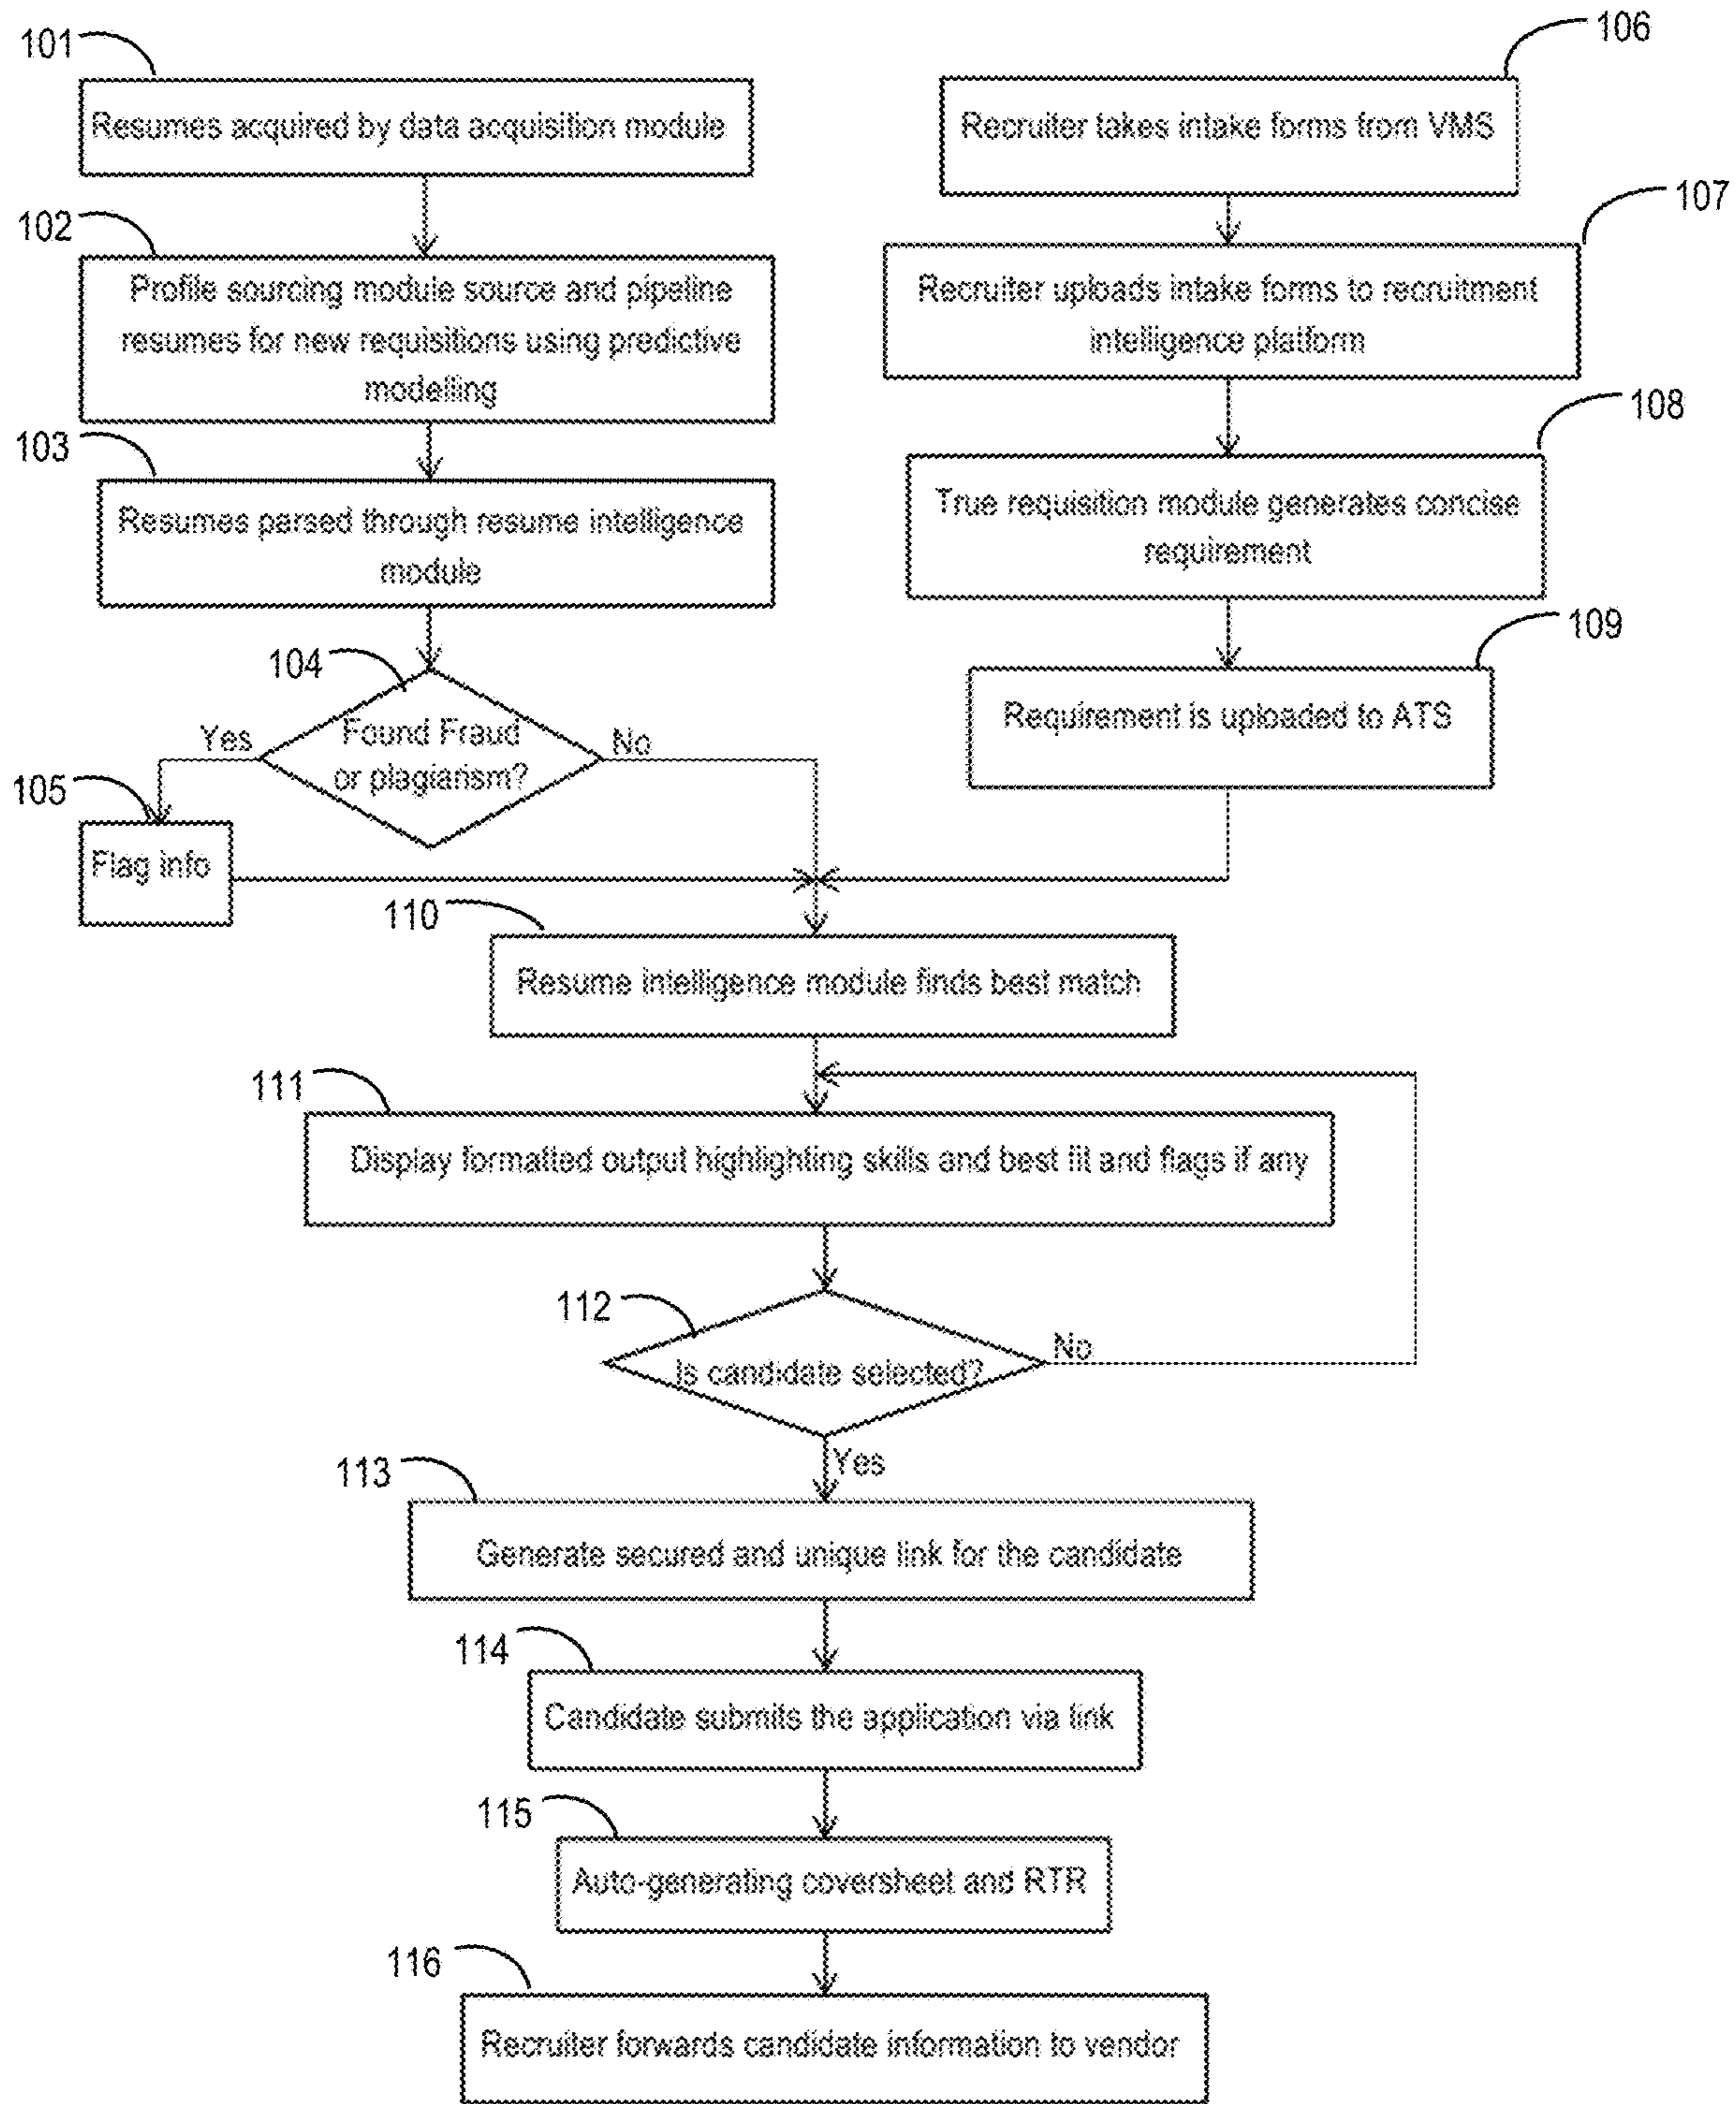 101
Resumes acquired by data acquisition module
102
Profile sourcing module source and pipeline
resumes for new requisitions using predictive
modelling
103
Resumes parsed through resume intelligence
module
104
Found Fraud
or plagiarism?
Yes
No
105
Flag info
106
Recruiter takes intake forms from VMS
107
Recruiter uploads intake forms to recruitment
intelligence platform
108
True requisition module generates concise
requirement
109
Requirement is uploaded to ATS
110
Resume intelligence module finds best match
111
Display formatted output highlighting skills and best fit and flags if any
112
Is candidate selected?
No
Yes
113
Generate secured and unique link for the candidate
114
Candidate submits the application via link
115
Auto-generating coversheet and RTR
116
Recruiter forwards candidate information to vendor